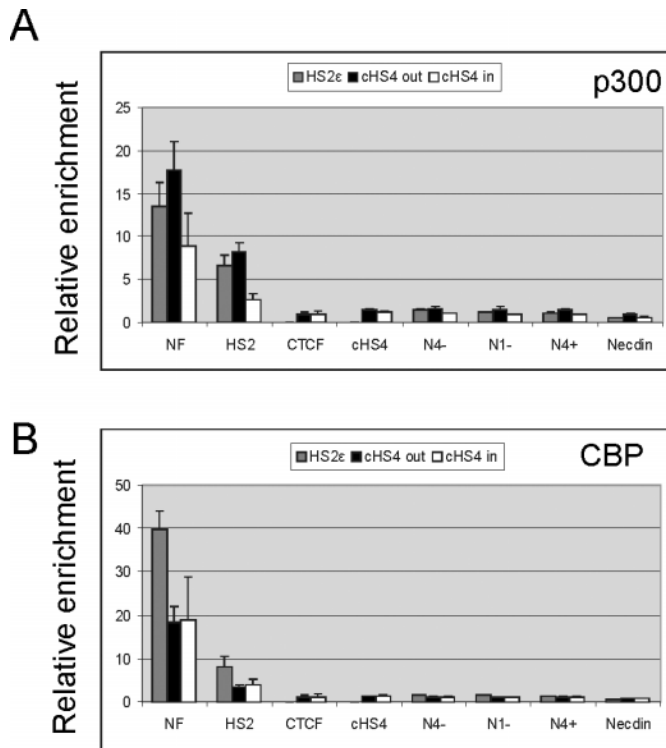 A
HS2ε cHS4 out cHS4 in
p300
Relative enrichment
25
20
15
10
5
0
NF HS2 CTCF cHS4 N4- N1- N4+ Necdin
B
HS2ε cHS4 out cHS4 in
CBP
Relative enrichment
50
40
30
20
10
0
NF HS2 CTCF cHS4 N4- N1- N4+ Necdin